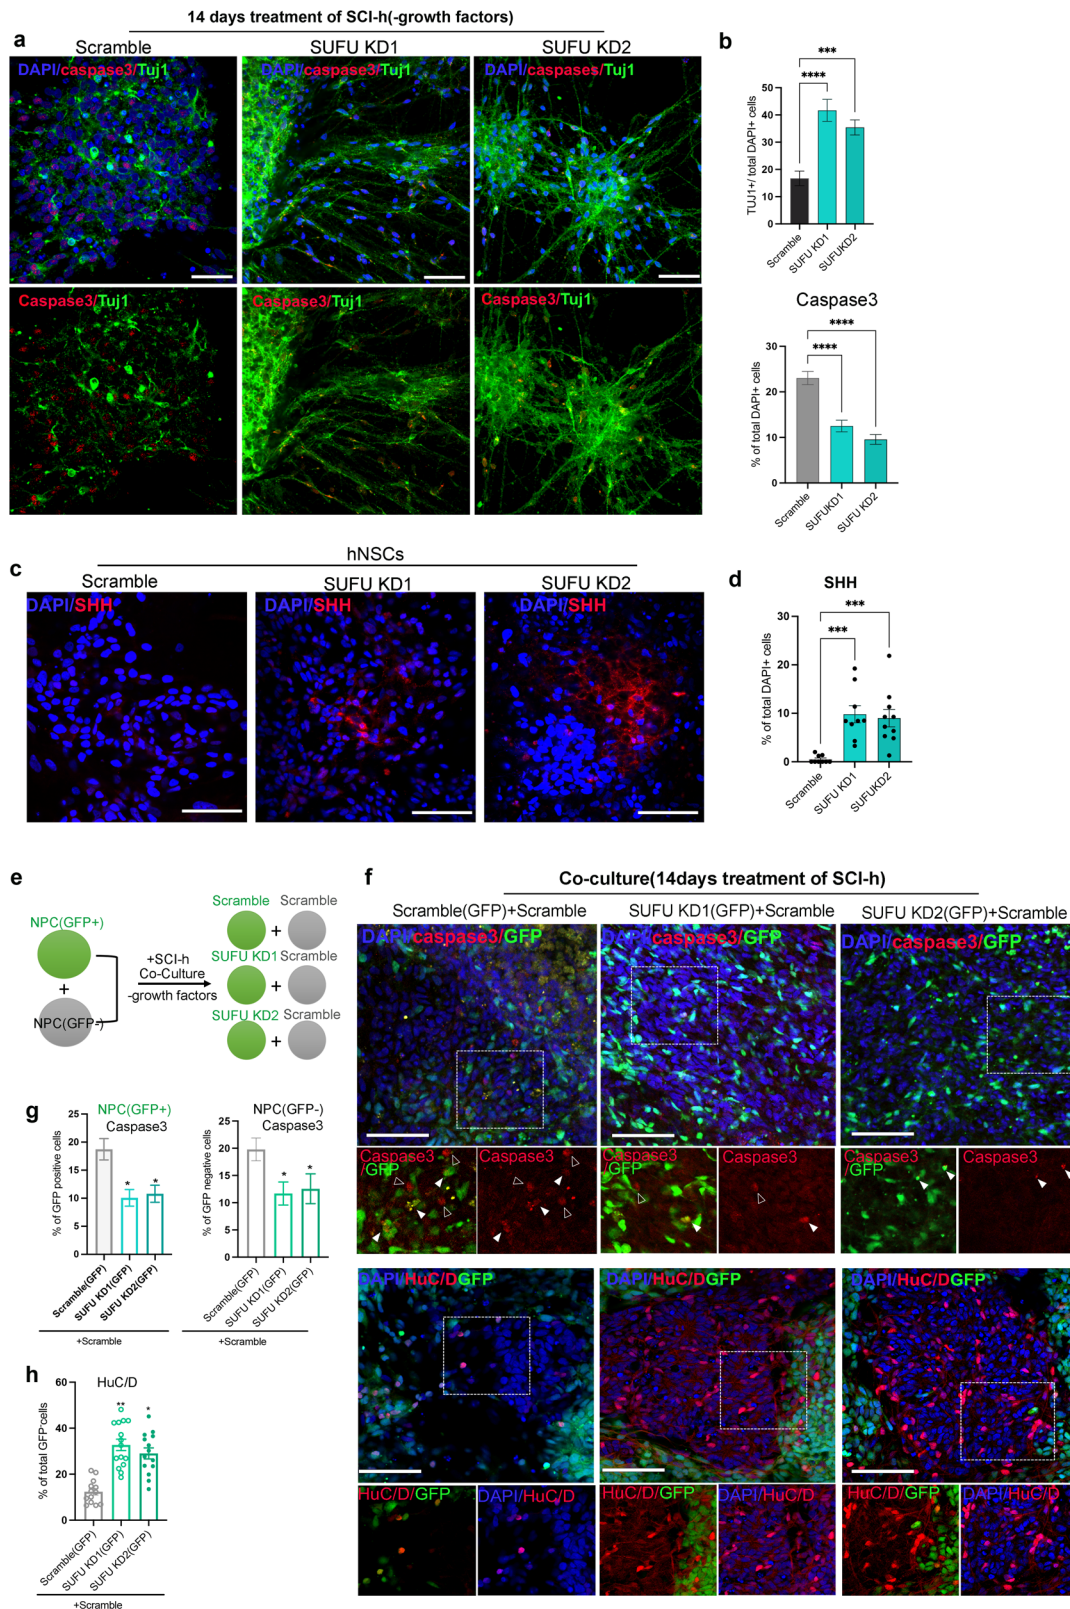 14 days treatment of SCI-h(-growth factors)
a
Scramble
SUFU KD1
SUFU KD2
DAPI/caspase3/Tuj1
DAPI/caspase3/Tuj1
DAPI/caspases/Tuj1
Caspase3/Tuj1
Caspase3/Tuj1
Caspase3/Tuj1
b
***
****
TUJ1+/ total DAPI+ cells
50
40
30
20
10
0
Scramble
SUFU KD1
SUFUKD2
Caspase3
****
****
% of total DAPI+ cells
30
20
10
0
Scramble
SUFUKD1
SUFU KD2
c
hNSCs
Scramble
SUFU KD1
SUFU KD2
DAPI/SHH
DAPI/SHH
DAPI/SHH
d
SHH
***
***
% of total DAPI+ cells
30
20
10
0
Scramble
SUFU KD1
SUFUKD2
e
NPC(GFP+)
+
NPC(GFP-)
+SCI-h
Co-Culture
-growth factors
Scramble
Scramble
+
SUFU KD1
Scramble
+
SUFU KD2
Scramble
+
f
Co-culture(14days treatment of SCI-h)
Scramble(GFP)+Scramble
SUFU KD1(GFP)+Scramble
SUFU KD2(GFP)+Scramble
DAPI/caspase3/GFP
DAPI/caspase3/GFP
DAPI/caspase3/GFP
Caspase3
/GFP
Caspase3
Caspase3
/GFP
Caspase3
Caspase3
/GFP
Caspase3
DAPI/HuC/DGFP
DAPI/HuC/DGFP
DAPI/HuC/DGFP
HuC/D/GFP
DAPI/HuC/D
HuC/D/GFP
DAPI/HuC/D
HuC/D/GFP
DAPI/HuC/D
g
NPC(GFP+)
Caspase3
% of GFP positive cells
25
20
15
10
5
0
*
*
Scramble(GFP)
SUFU KD1(GFP)
SUFU KD2(GFP)
+Scramble
NPC(GFP-)
Caspase3
% of GFP negative cells
25
20
15
10
5
0
*
*
Scramble(GFP)
SUFU KD1(GFP)
SUFU KD2(GFP)
+Scramble
h
HuC/D
% of total GFP⁻cells
60
40
20
0
**
*
Scramble(GFP)
SUFU KD1(GFP)
SUFU KD2(GFP)
+Scramble